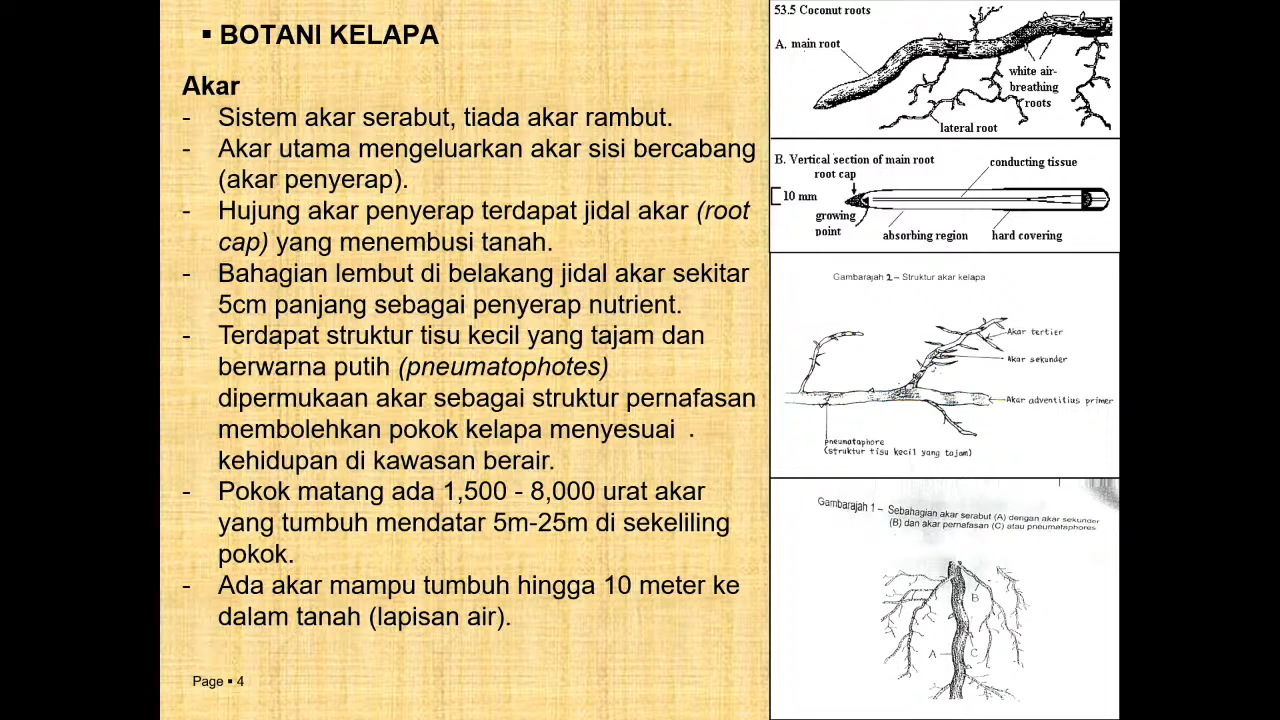 ▪ BOTANI KELAPA
Akar
- Sistem akar serabut, tiada akar rambut.
- Akar utama mengeluarkan akar sisi bercabang
(akar penyerap).
- Hujung akar penyerap terdapat jidal akar (root
cap) yang menembusi tanah.
- Bahagian lembut di belakang jidal akar sekitar
5cm panjang sebagai penyerap nutrient.
- Terdapat struktur tisu kecil yang tajam dan
berwarna putih (pneumatophotes)
dipermukaan akar sebagai struktur pernafasan
membolehkan pokok kelapa menyesuai .
kehidupan di kawasan berair.
- Pokok matang ada 1,500 - 8,000 urat akar
yang tumbuh mendatar 5m-25m di sekeliling
pokok.
- Ada akar mampu tumbuh hingga 10 meter ke
dalam tanah (lapisan air).
Page ▪ 4
53.5 Coconut roots
A. main root
white air-
breathing
roots
lateral root
B. Vertical section of main root
root cap
conducting tissue
10 mm
growing
point
absorbing region
hard covering
Gambarajah 2 – Struktur akar kelapa
Akar tertier
Akar sekunder
Akar adventitius primer
pneumataphore
(struktur tisu kecil yang tajam)
Gambarajah 1 – Sebahagian akar serabut (A) dengan akar sekunder
(B) dan akar pernafasan (C) atau pneumataphores
B
A
C